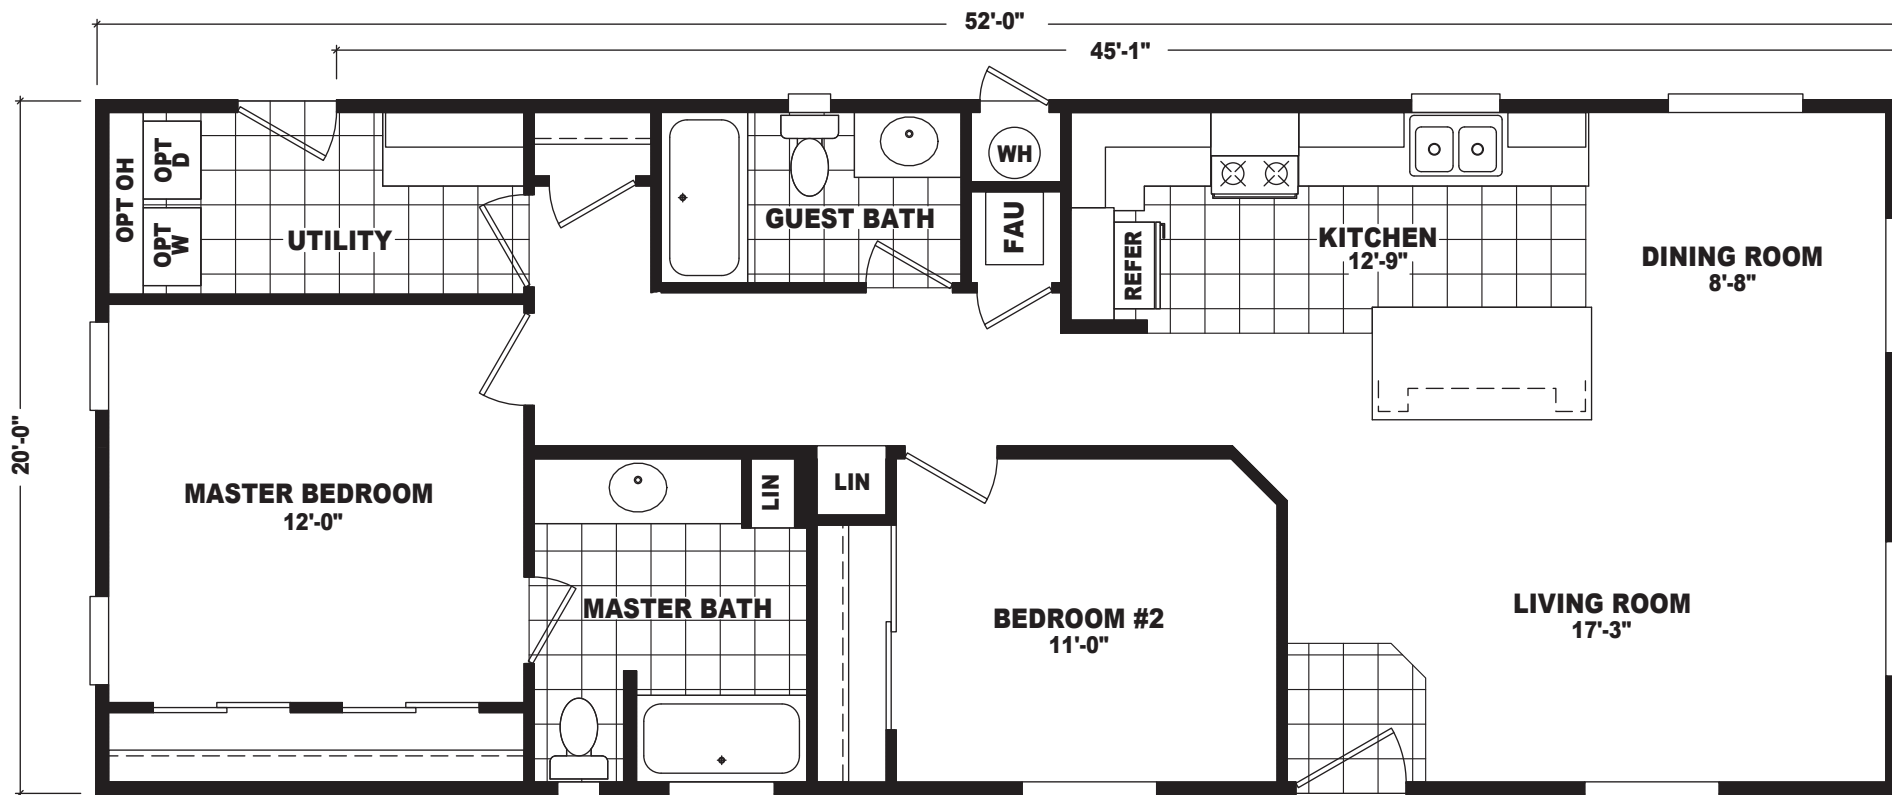 52'-0"
45'-1"
20'-0"
OPT OH
OPT
D
OPT
W
UTILITY
GUEST BATH
WH
FAU
REFER
KITCHEN
12'-9"
DINING ROOM
8'-8"
MASTER BEDROOM
12'-0"
LIN
LIN
MASTER BATH
BEDROOM #2
11'-0"
LIVING ROOM
17'-3"